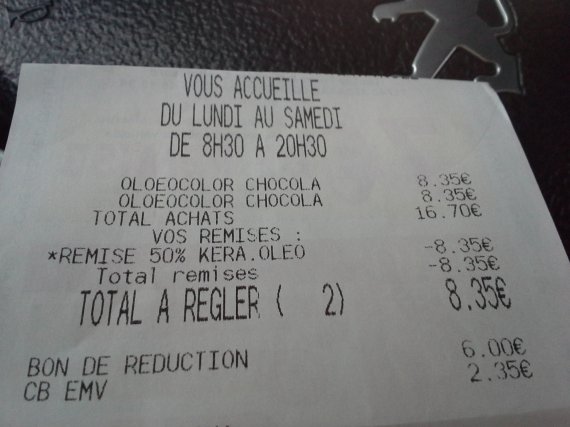 VOUS ACCUEILLE
DU LUNDI AU SAMEDI
DE 8H30 A 20H30
OLOEOCOLOR CHOCOLA 8.35€
OLOEOCOLOR CHOCOLA 8.35€
TOTAL ACHATS 16.70€
VOS REMISES :
*REMISE 50% KERA.OLEO -8.35€
Total remises -8.35€
TOTAL A REGLER ( 2) 8.35€
BON DE REDUCTION 6.00€
CB EMV 2.35€